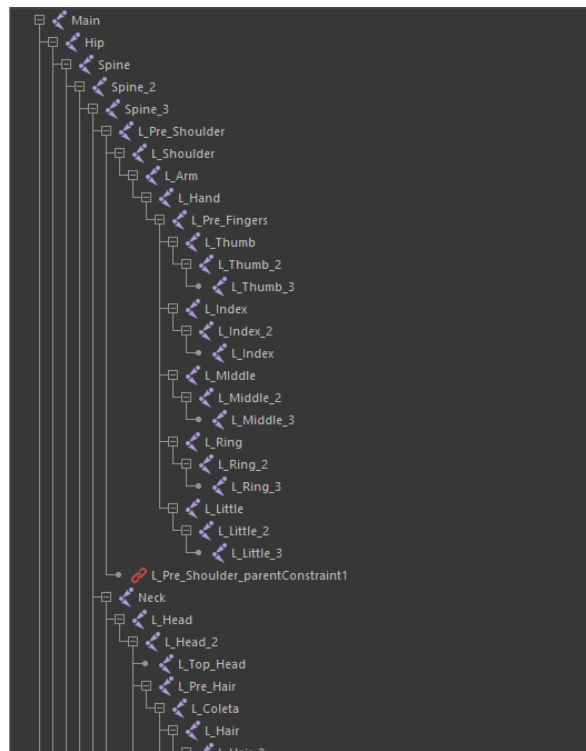 Main
Hip
Spine
Spine_2
Spine_3
L_Pre_Shoulder
L_Shoulder
L_Arm
L_Hand
L_Pre_Fingers
L_Thumb
L_Thumb_2
L_Thumb_3
L_Index
L_Index_2
L_Index
L_MIddle
L_Middle_2
L_Middle_3
L_Ring
L_Ring_2
L_Ring_3
L_Little
L_Little_2
L_Little_3
L_Pre_Shoulder_parentConstraint1
Neck
L_Head
L_Head_2
L_Top_Head
L_Pre_Hair
L_Coleta
L_Hair